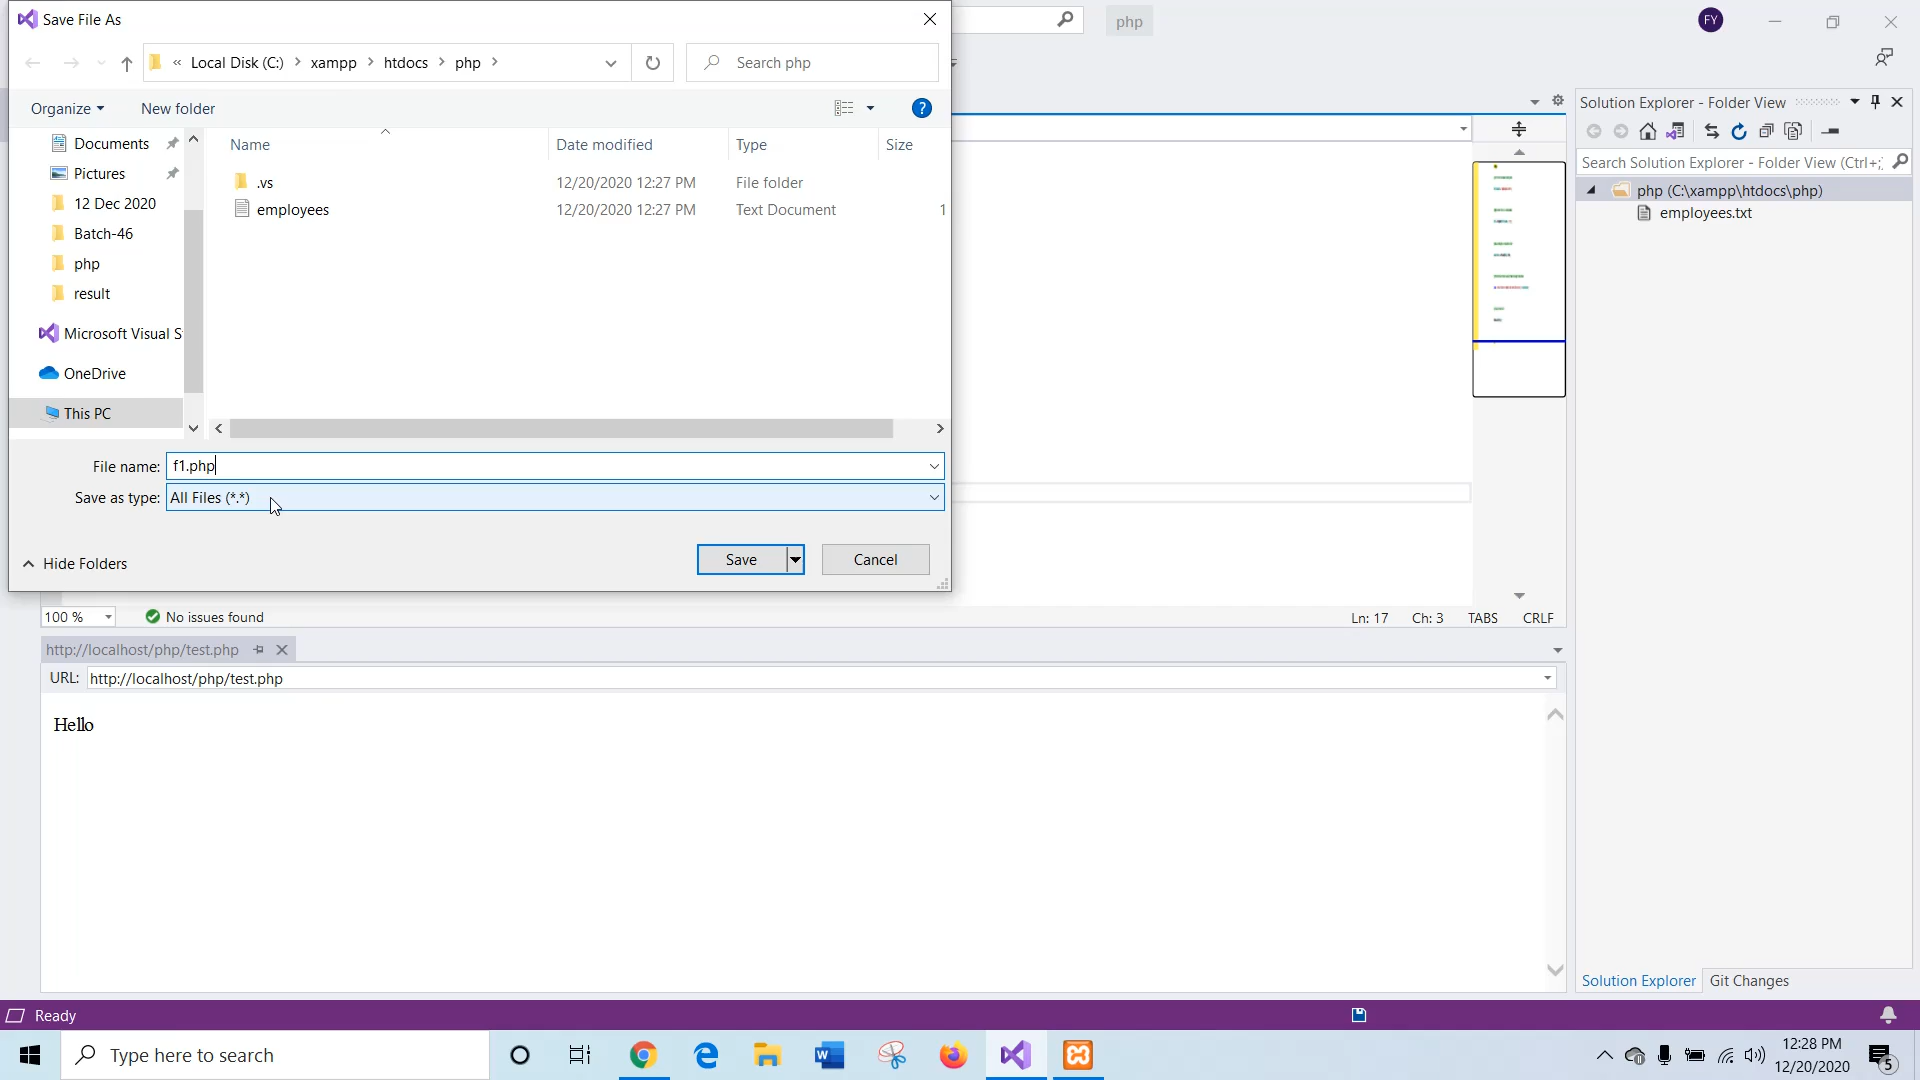 Save File As
php
FY
« Local Disk (C:) > xampp > htdocs > php >
Search php
Organize
New folder
Solution Explorer - Folder View
Name
Date modified
Type
Size
Documents
Pictures
12 Dec 2020
Batch-46
php
result
Microsoft Visual S
OneDrive
This PC
.vs
12/20/2020 12:27 PM
File folder
employees
12/20/2020 12:27 PM
Text Document
1
Search Solution Explorer - Folder View (Ctrl+;
php (C:\xampp\htdocs\php)
employees.txt
File name: f1.php
Save as type: All Files (*.*)
Hide Folders
Save
Cancel
100 %
No issues found
Ln: 17
Ch: 3
TABS
CRLF
http://localhost/php/test.php
URL: http://localhost/php/test.php
Hello
Solution Explorer
Git Changes
Ready
Type here to search
12:28 PM
12/20/2020
5